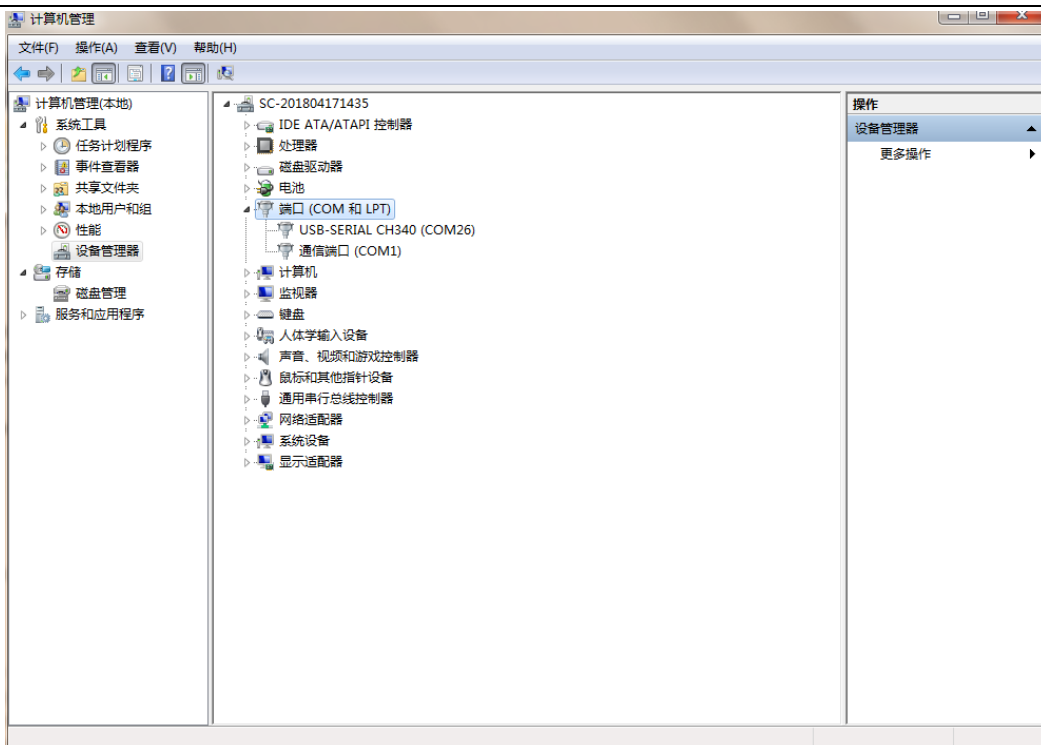 计算机管理
文件(F) 操作(A) 查看(V) 帮助(H)
计算机管理(本地)
系统工具
任务计划程序
事件查看器
共享文件夹
本地用户和组
性能
设备管理器
存储
磁盘管理
服务和应用程序
SC-201804171435
IDE ATA/ATAPI 控制器
处理器
磁盘驱动器
电池
端口 (COM 和 LPT)
USB-SERIAL CH340 (COM26)
通信端口 (COM1)
计算机
监视器
键盘
人体学输入设备
声音、视频和游戏控制器
鼠标和其他指针设备
通用串行总线控制器
网络适配器
系统设备
显示适配器
操作
设备管理器
更多操作